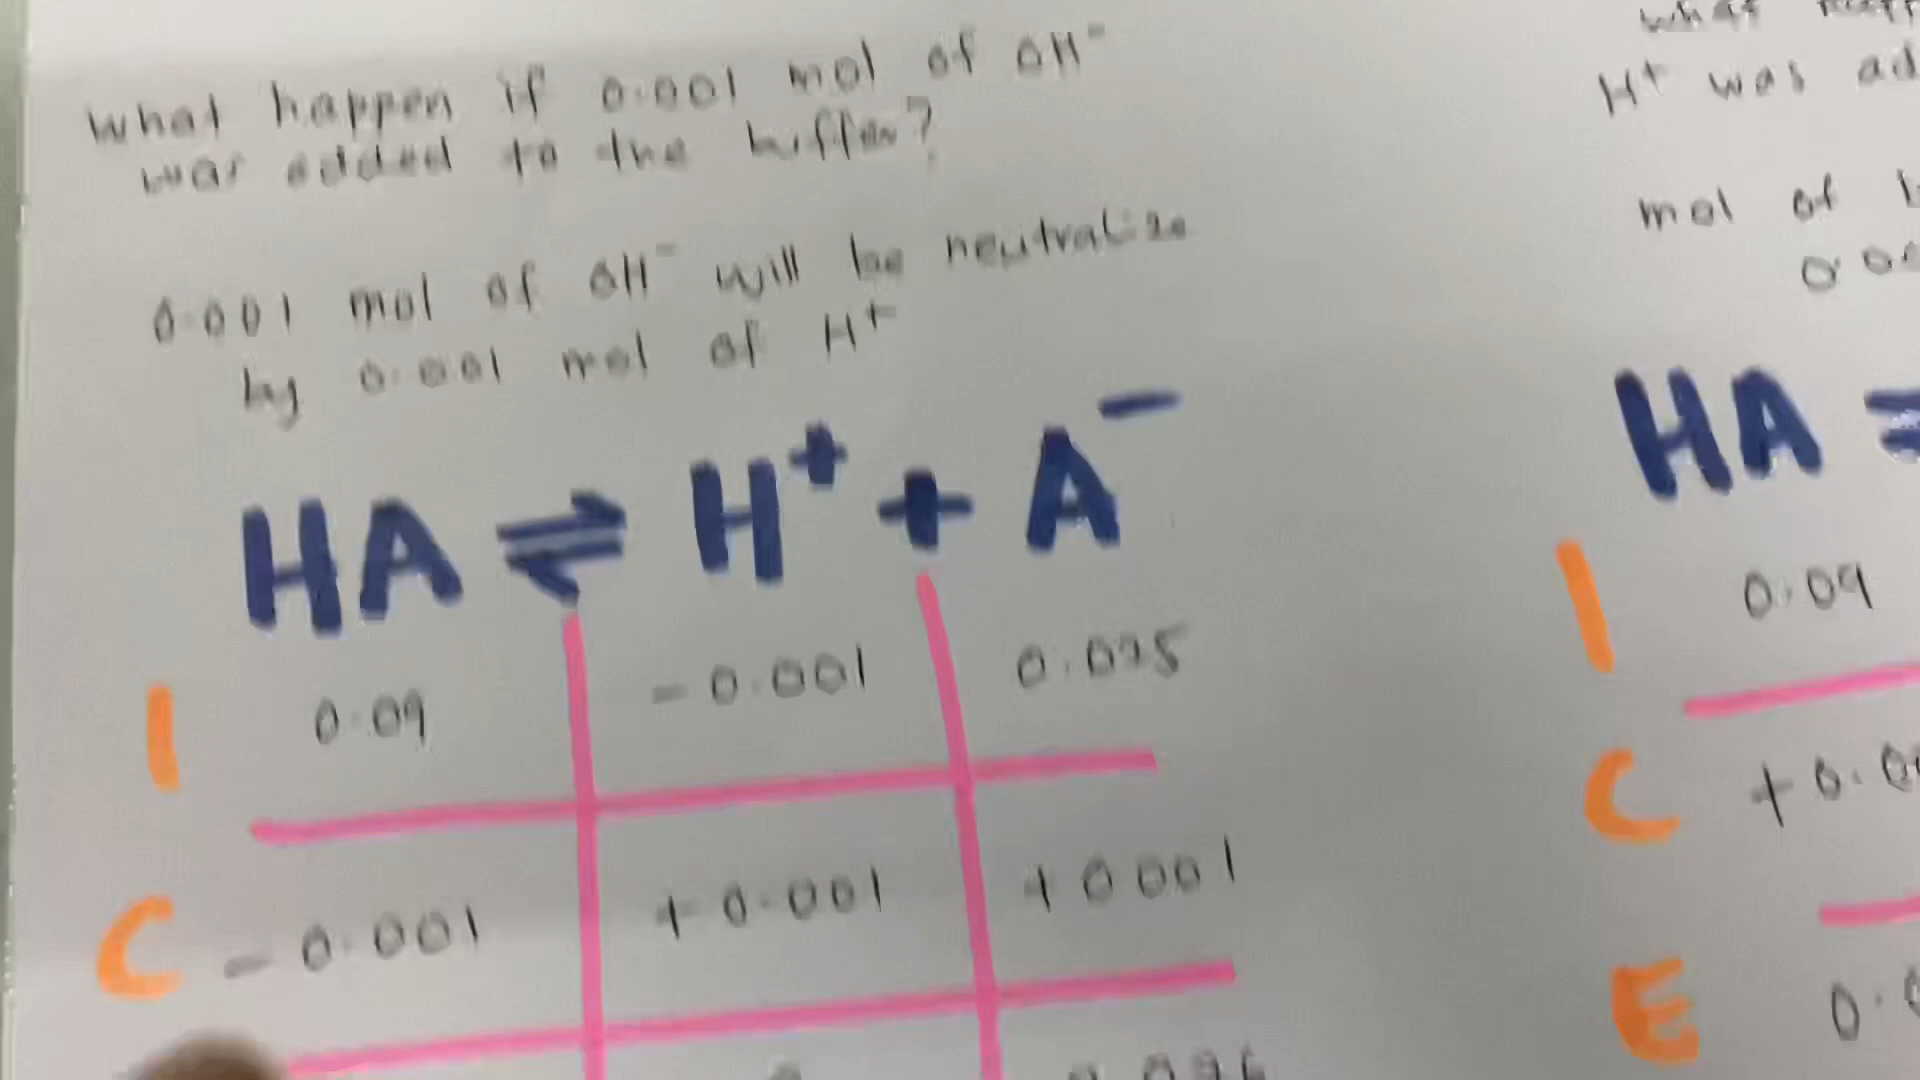 What happen if 0.001 mol of OH⁻
was added to the buffer?
0.001 mol of OH⁻ will be neutralize
by 0.001 mol of H⁺
HA ⇌ H⁺ + A⁻
I 0.09 - 0.001 0.075
C - 0.001 + 0.001 + 0.001
H⁺ was
mol of
HA
I 0.09
C
E